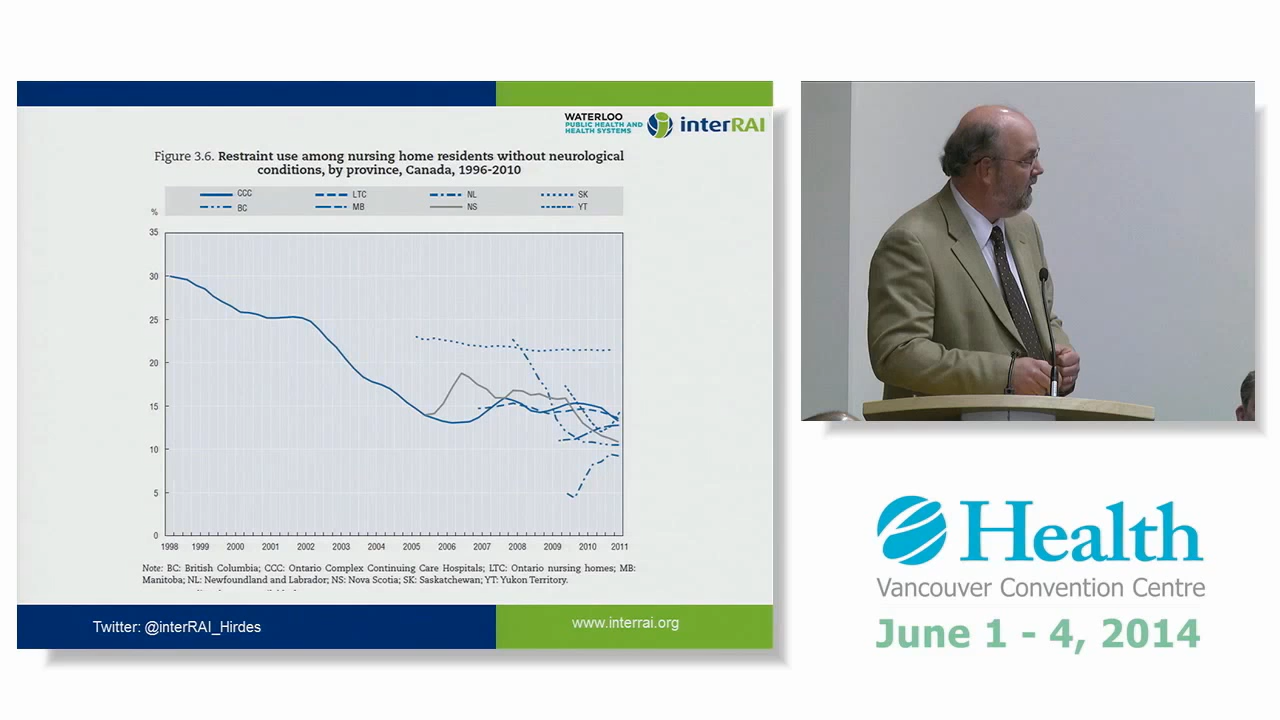 WATERLOO
PUBLIC HEALTH AND
HEALTH SYSTEMS
interRAI
Figure 3.6. Restraint use among nursing home residents without neurological
conditions, by province, Canada, 1996-2010
CCC LTC NL SK
BC MB NS YT
%
35
30
25
20
15
10
5
0
1998 1999 2000 2001 2002 2003 2004 2005 2006 2007 2008 2009 2010 2011
Note: BC: British Columbia; CCC: Ontario Complex Continuing Care Hospitals; LTC: Ontario nursing homes; MB:
Manitoba; NL: Newfoundland and Labrador; NS: Nova Scotia; SK: Saskatchewan; YT: Yukon Territory.
Twitter: @interRAI_Hirdes
www.interrai.org
eHealth
Vancouver Convention Centre
June 1 - 4, 2014